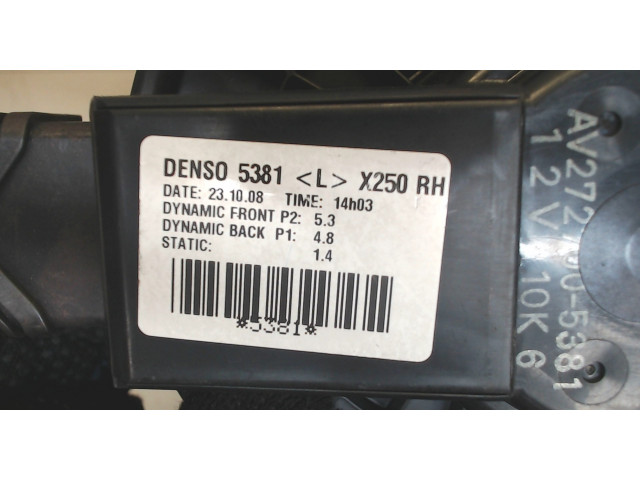 DENSO 5381 <L> X250 RH
DATE: 23.10.08 TIME: 14h03
DYNAMIC FRONT P2: 5.3
DYNAMIC BACK P1: 4.8
STATIC: 1.4
*5381*
12V 10K 6